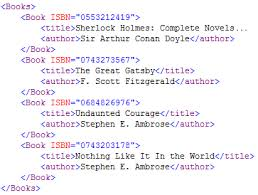 <Books>
<Book ISBN="0553212419">
<title>Sherlock Holmes: Complete Novels...
<author>Sir Arthur Conan Doyle</author>
</Book>
<Book ISBN="0743273567">
<title>The Great Gatsby</title>
<author>F. Scott Fitzgerald</author>
</Book>
<Book ISBN="0684826976">
<title>Undaunted Courage</title>
<author>Stephen E. Ambrose</author>
</Book>
<Book ISBN="0743203178">
<title>Nothing Like It In the World</title>
<author>Stephen E. Ambrose</author>
</Book>
</Books>